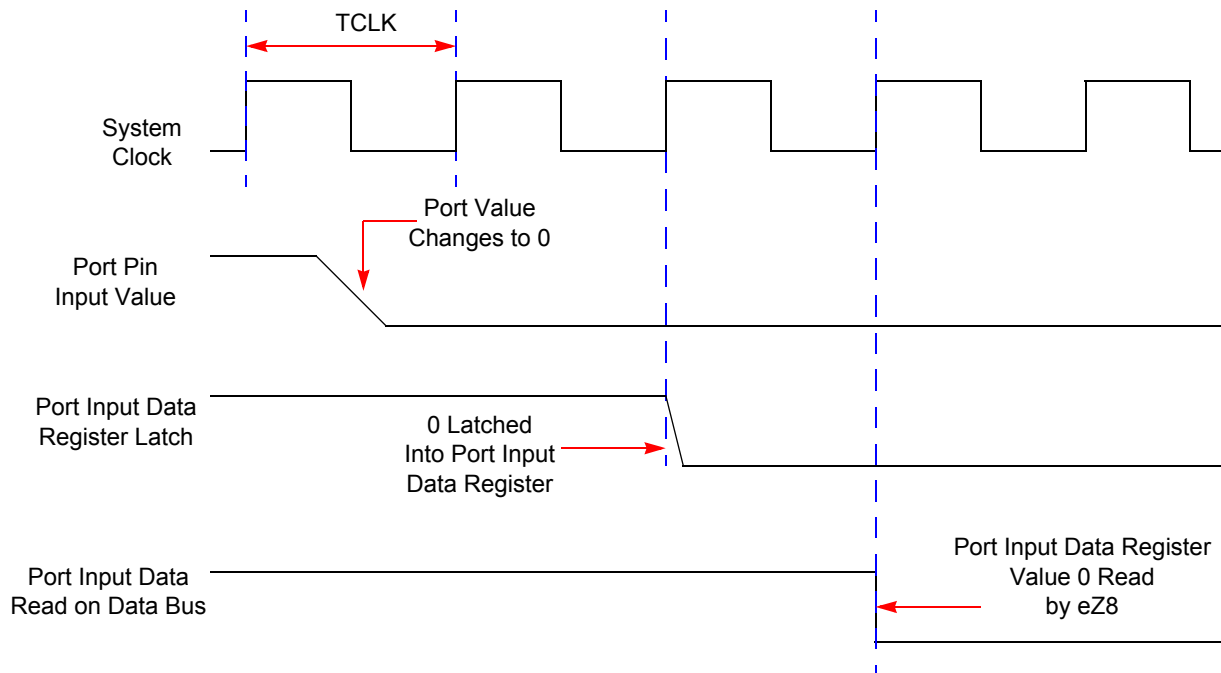 TCLK
System
Clock
Port Value
Changes to 0
Port Pin
Input Value
Port Input Data
Register Latch
0 Latched
Into Port Input
Data Register
Port Input Data
Read on Data Bus
Port Input Data Register
Value 0 Read
by eZ8